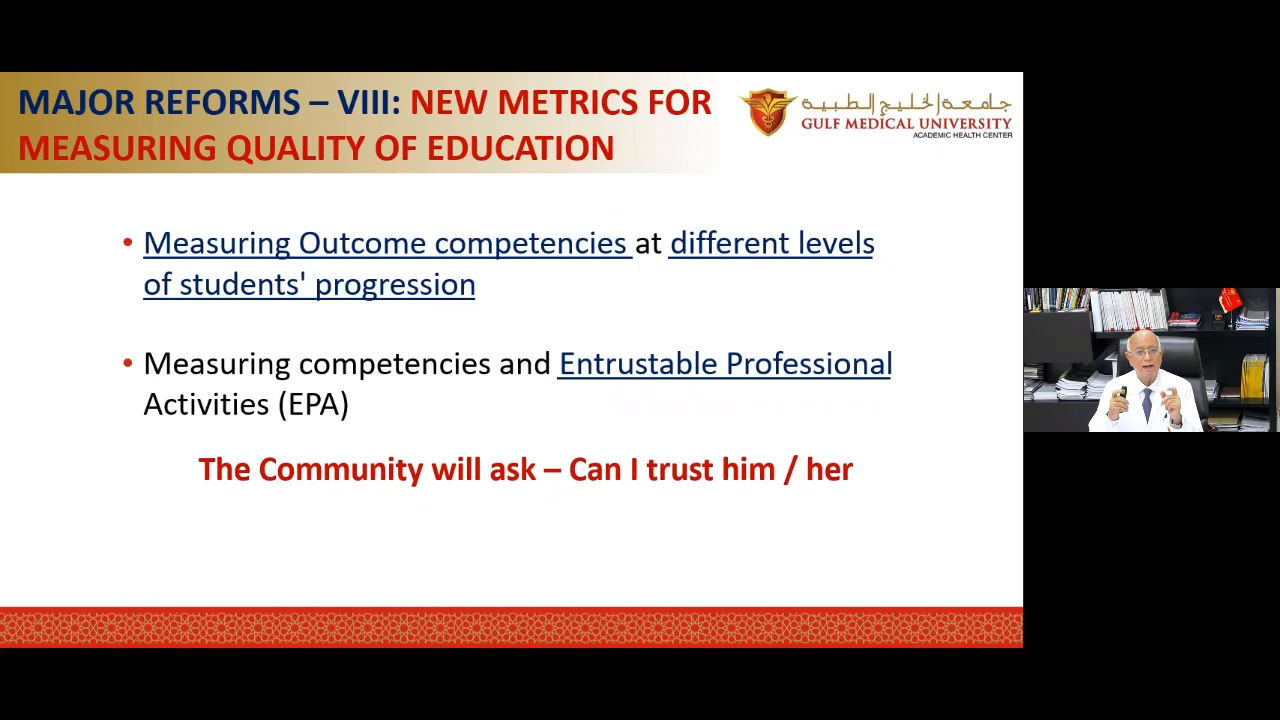 MAJOR REFORMS – VIII: NEW METRICS FOR
MEASURING QUALITY OF EDUCATION
جامعة الخليج الطبية
GULF MEDICAL UNIVERSITY
ACADEMIC HEALTH CENTER
• Measuring Outcome competencies at different levels
of students' progression
• Measuring competencies and Entrustable Professional
Activities (EPA)
The Community will ask – Can I trust him / her